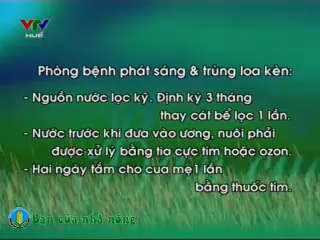 VTV
HUẾ
Phòng bệnh phát sáng & trùng loa kèn:
- Nguồn nước lọc kỹ. Định kỳ 3 tháng
thay cát bể lọc 1 lần.
- Nước trước khi đưa vào ương, nuôi phải
được xử lý bằng tia cực tím hoặc ozon.
- Hai ngày tắm cho cua mẹ1 lần
bằng thuốc tím.
Bạn của nhà nông